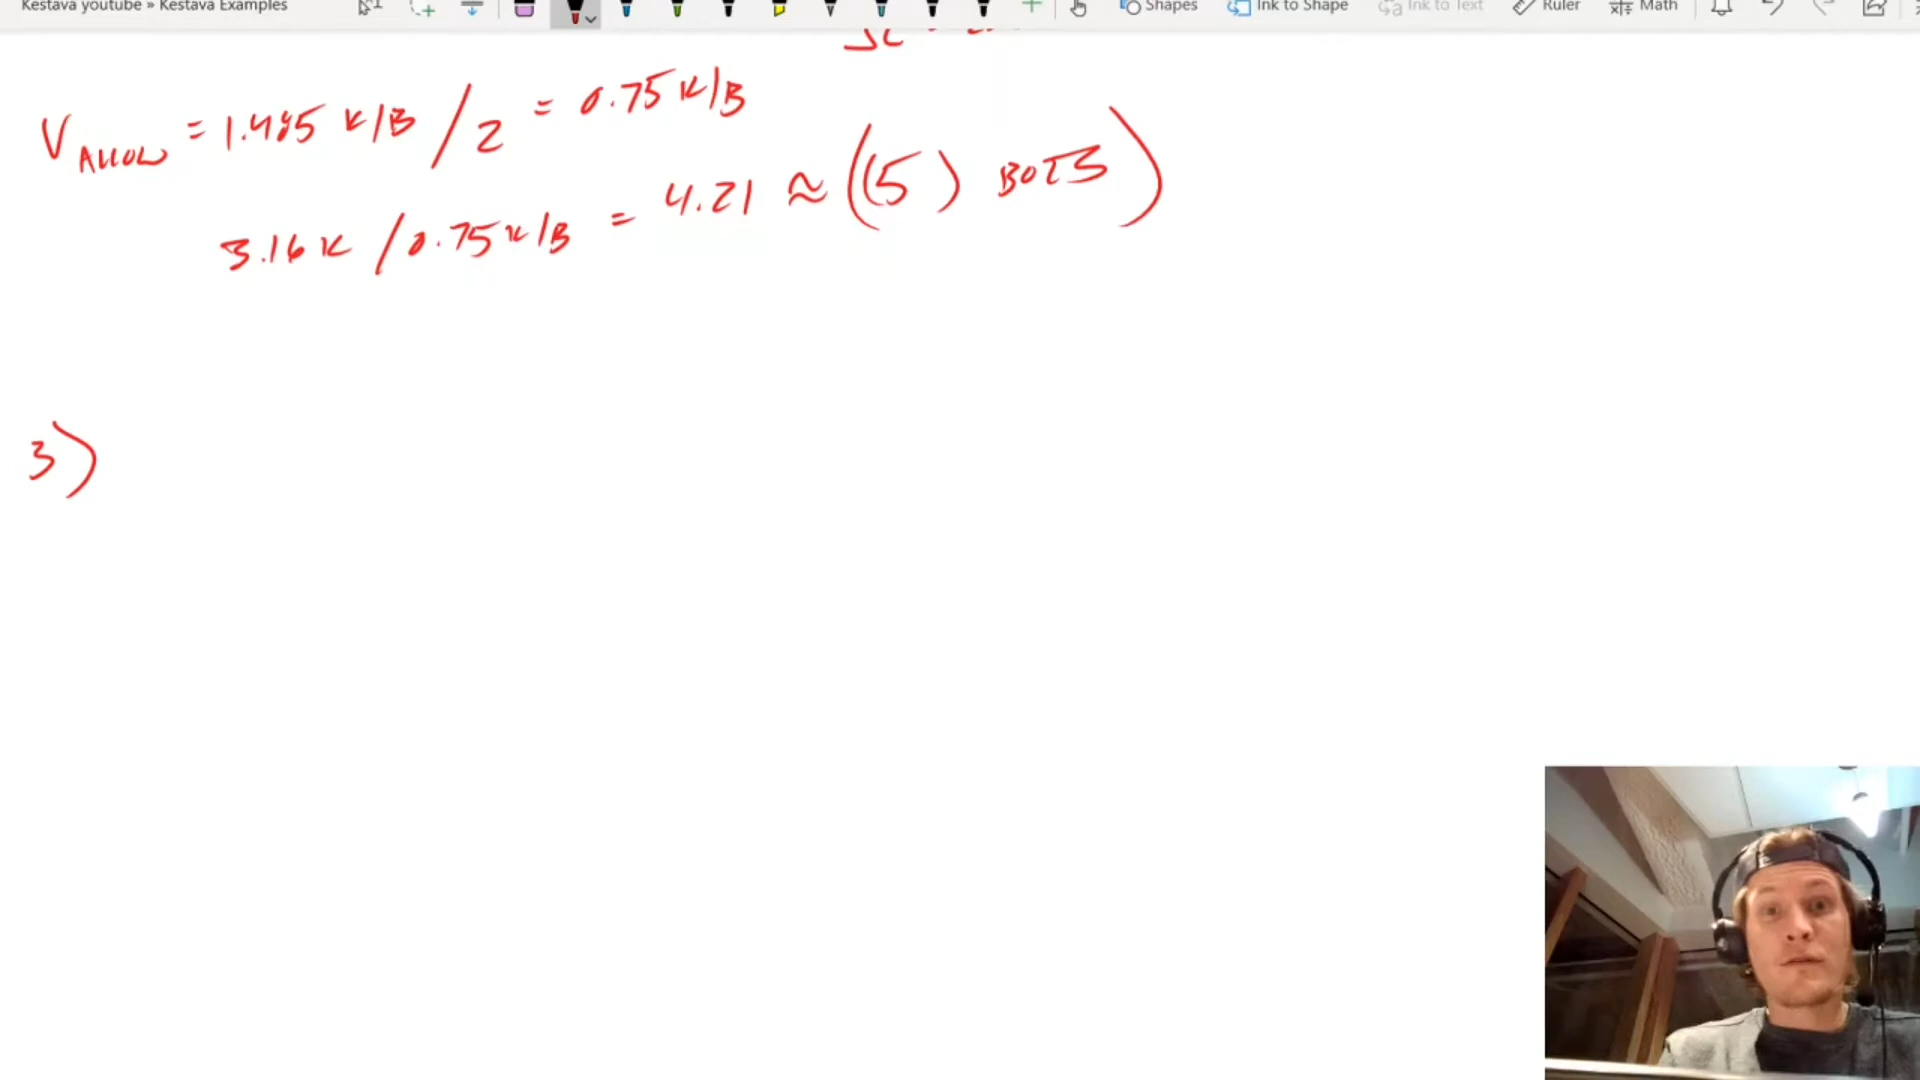 Kestava youtube » Kestava Examples Shapes Ink to Shape Ink to Text Ruler Math
V ALLOW = 1.485 K/B / 2 = 0.75 K/B
3.16 K / 0.75 K/B = 4.21 ≈ ((5) BOTS)
3)